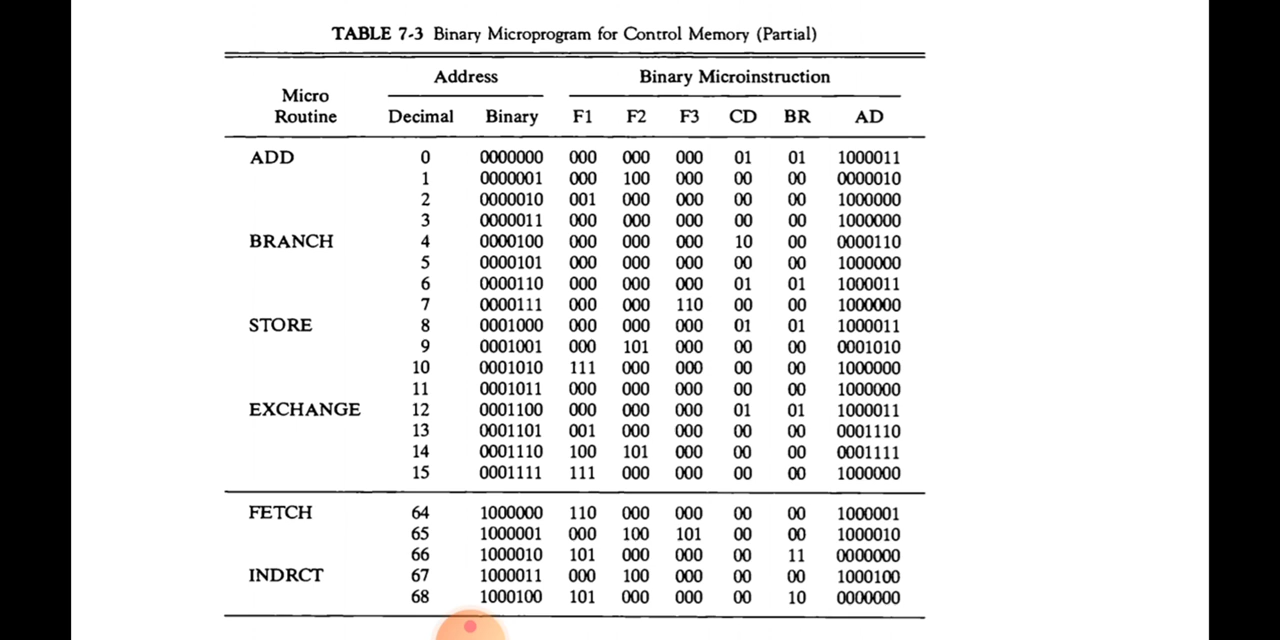 TABLE 7-3 Binary Microprogram for Control Memory (Partial)
Address Binary Microinstruction
Micro
Routine Decimal Binary F1 F2 F3 CD BR AD
ADD 0 0000000 000 000 000 01 01 1000011
1 0000001 000 100 000 00 00 0000010
2 0000010 001 000 000 00 00 1000000
3 0000011 000 000 000 00 00 1000000
BRANCH 4 0000100 000 000 000 10 00 0000110
5 0000101 000 000 000 00 00 1000000
6 0000110 000 000 000 01 01 1000011
7 0000111 000 000 110 00 00 1000000
STORE 8 0001000 000 000 000 01 01 1000011
9 0001001 000 101 000 00 00 0001010
10 0001010 111 000 000 00 00 1000000
11 0001011 000 000 000 00 00 1000000
EXCHANGE 12 0001100 000 000 000 01 01 1000011
13 0001101 001 000 000 00 00 0001110
14 0001110 100 101 000 00 00 0001111
15 0001111 111 000 000 00 00 1000000
FETCH 64 1000000 110 000 000 00 00 1000001
65 1000001 000 100 101 00 00 1000010
66 1000010 101 000 000 00 11 0000000
INDRCT 67 1000011 000 100 000 00 00 1000100
68 1000100 101 000 000 00 10 0000000